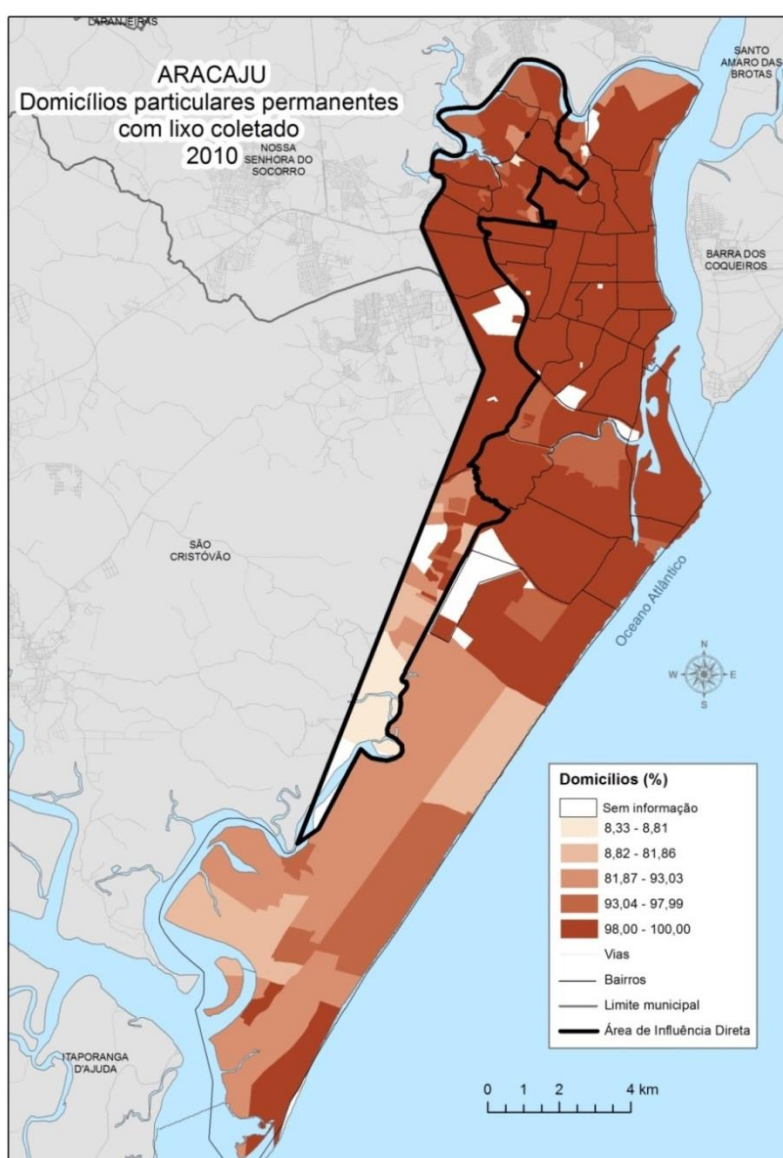 LARANJEIRAS
ARACAJU
Domicílios particulares permanentes
com lixo coletado
2010
SANTO
AMARO DAS
BROTAS
NOSSA
SENHORA DO
SOCORRO
BARRA DOS
COQUEIROS
SÃO
CRISTÓVÃO
Oceano Atlântico
N
W
E
S
ITAPORANGA
D'AJUDA
Domicílios (%)
Sem informação
8,33 - 8,81
8,82 - 81,86
81,87 - 93,03
93,04 - 97,99
98,00 - 100,00
Vias
Bairros
Limite municipal
Área de Influência Direta
0 1 2 4 km